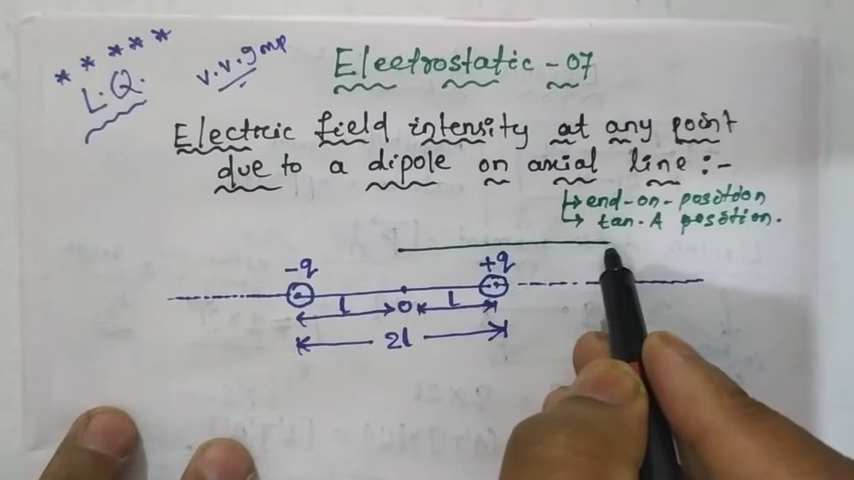 * * * * *
L.Q.
v.v.gmp
Electrostatic - 07
Electric field intensity at any point
due to a dipole on axial line :-
↳ end-on-position
↳ tan. A position.
-q +q
l O l
2l